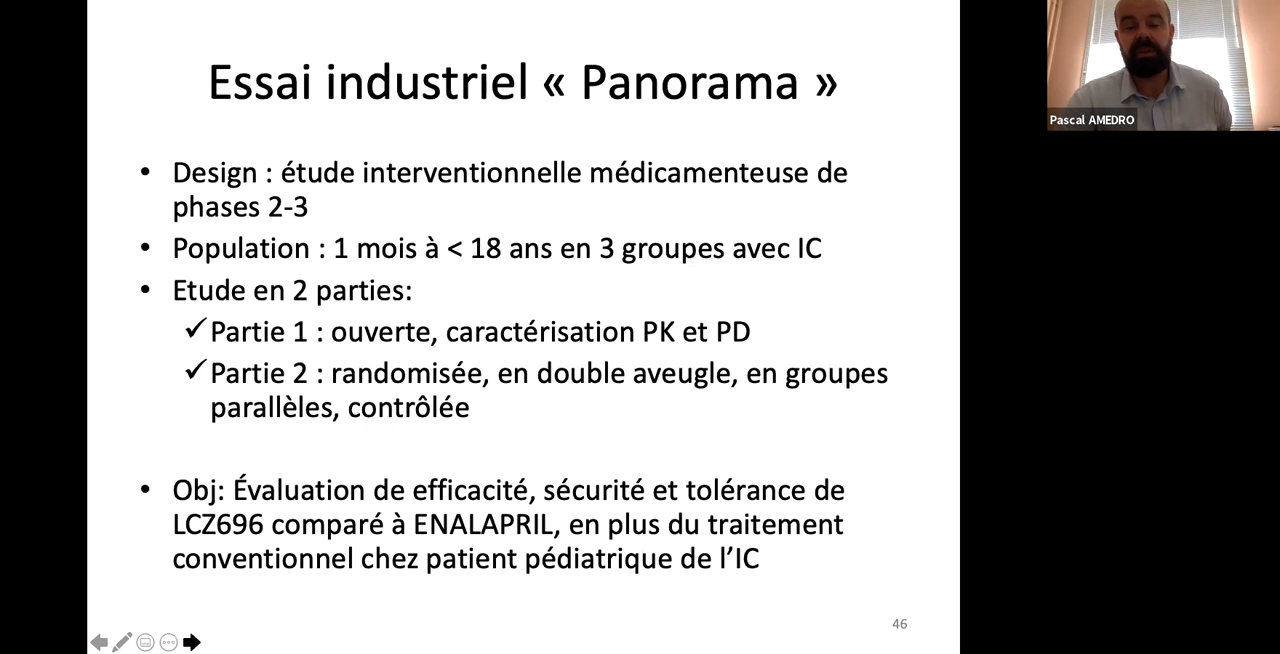 Essai industriel « Panorama »
• Design : étude interventionnelle médicamenteuse de
phases 2-3
• Population : 1 mois à < 18 ans en 3 groupes avec IC
• Etude en 2 parties:
✓Partie 1 : ouverte, caractérisation PK et PD
✓Partie 2 : randomisée, en double aveugle, en groupes
parallèles, contrôlée
• Obj: Évaluation de efficacité, sécurité et tolérance de
LCZ696 comparé à ENALAPRIL, en plus du traitement
conventionnel chez patient pédiatrique de l’IC
46
Pascal AMEDRO